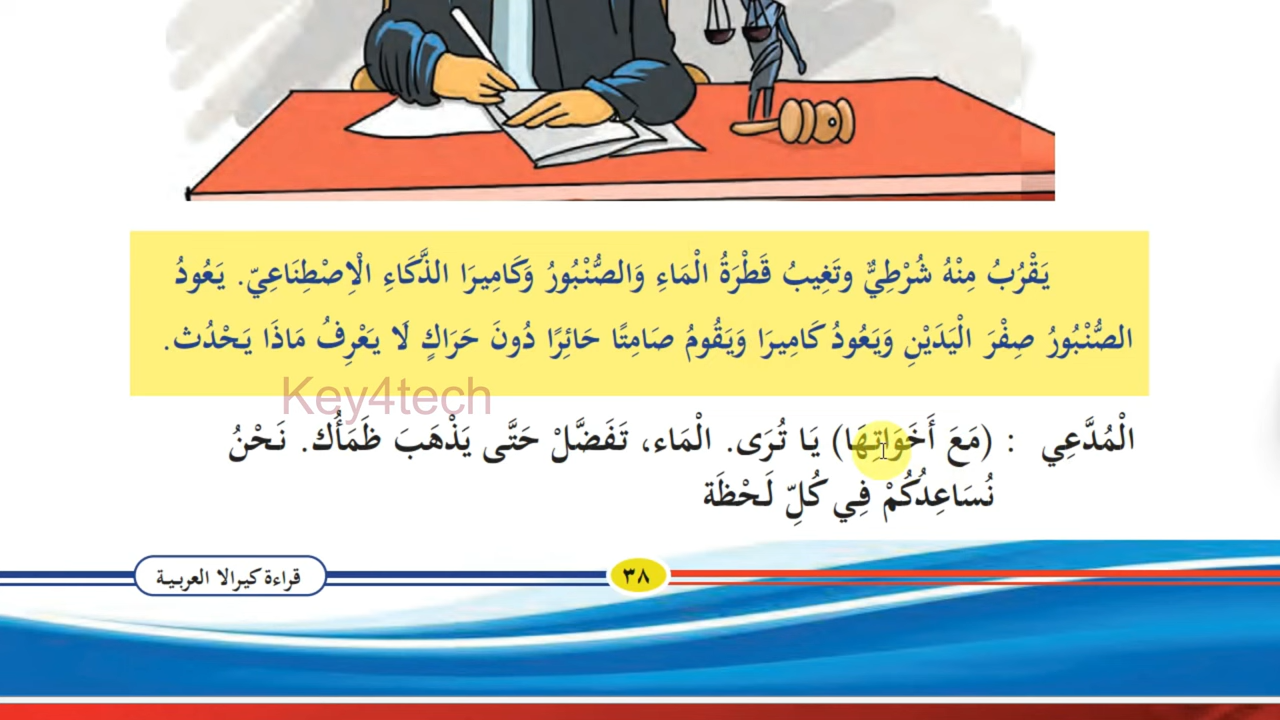 يَقْرُبُ مِنْهُ شُرْطِيٌّ وتَغِيبُ قَطْرَةُ الْمَاءِ وَالصُّنْبُورُ وَكَامِيرَا الذَّكَاءِ الْاِصْطِنَاعِيّ. يَعُودُ
الصُّنْبُورُ صِفْرَ الْيَدَيْنِ وَيَعُودُ كَامِيرَا وَيَقُومُ صَامِتًا حَائِرًا دُونَ حَرَاكٍ لَا يَعْرِفُ مَاذَا يَحْدُث.
Key4tech
الْمُدَّعِي : (مَعَ أَخَوَاتِهَا) يَا تُرَى. الْمَاء، تَفَضَّلْ حَتَّى يَذْهَبَ ظَمَأُك. نَحْنُ
نُسَاعِدُكُمْ فِي كُلِّ لَحْظَة
قراءة كيرالا العربية
٣٨